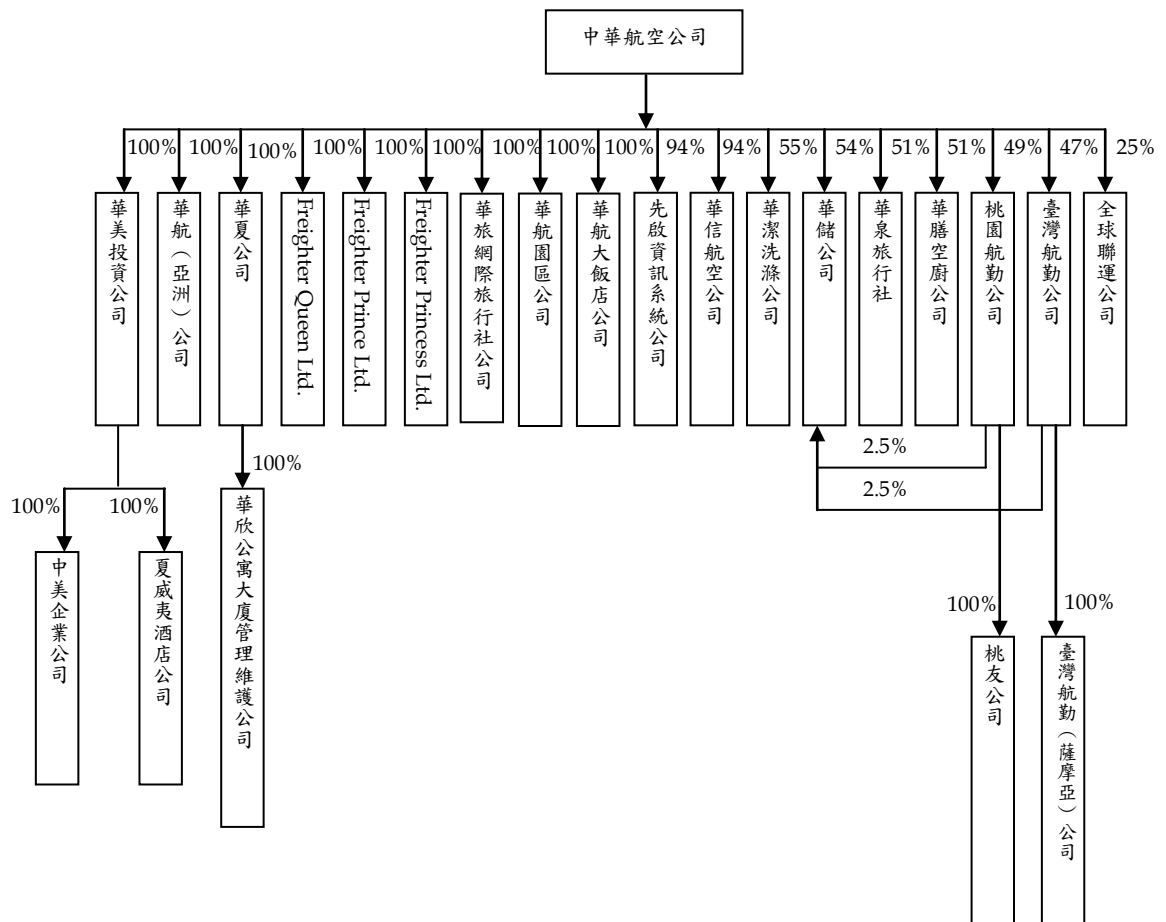 中華航空公司
100%
100%
100%
100%
100%
100%
100%
100%
100%
94%
94%
55%
54%
51%
51%
49%
47%
25%
華美投資公司
華航（亞洲）公司
華夏公司
Freighter Queen Ltd.
Freighter Prince Ltd.
Freighter Princess Ltd.
華旅網際旅行社公司
華航園區公司
華航大飯店公司
先啟資訊系統公司
華信航空公司
華潔洗滌公司
華儲公司
華泉旅行社
華膳空廚公司
桃園航勤公司
臺灣航勤公司
全球聯運公司
2.5%
2.5%
100%
100%
100%
100%
100%
中美企業公司
夏威夷酒店公司
華欣公寓大廈管理維護公司
桃友公司
臺灣航勤（薩摩亞）公司